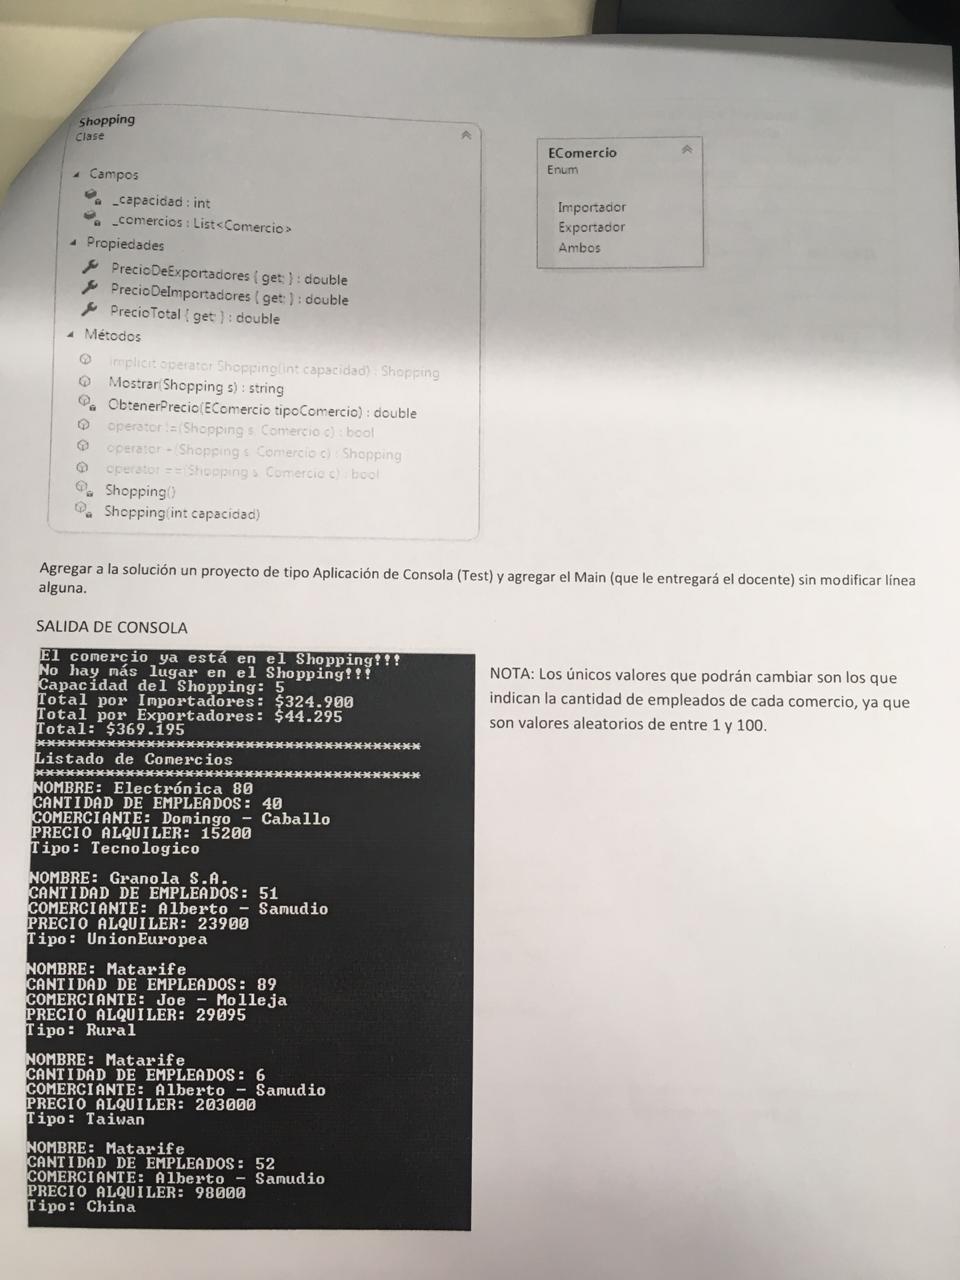 Shopping
Clase
Campos
_capacidad : int
_comercios : List<Comercio>
Propiedades
PrecioDeExportadores { get; } : double
PrecioDeImportadores { get; } : double
PrecioTotal { get; } : double
Métodos
implicit operator Shopping(int capacidad) : Shopping
Mostrar(Shopping s) : string
ObtenerPrecio(EComercio tipoComercio) : double
operator !=(Shopping s, Comercio c) : bool
operator +(Shopping s, Comercio c) : Shopping
operator ==(Shopping s, Comercio c) : bool
Shopping()
Shopping(int capacidad)
EComercio
Enum
Importador
Exportador
Ambos
Agregar a la solución un proyecto de tipo Aplicación de Consola (Test) y agregar el Main (que le entregará el docente) sin modificar línea
alguna.
SALIDA DE CONSOLA
El comercio ya está en el Shopping!!!
No hay más lugar en el Shopping!!!
Capacidad del Shopping: 5
Total por Importadores: $324.900
Total por Exportadores: $44.295
Total: $369.195
**************************************
Listado de Comercios
**************************************
NOMBRE: Electrónica 80
CANTIDAD DE EMPLEADOS: 40
COMERCIANTE: Domingo - Caballo
PRECIO ALQUILER: 15200
Tipo: Tecnologico
NOMBRE: Granola S.A.
CANTIDAD DE EMPLEADOS: 51
COMERCIANTE: Alberto - Samudio
PRECIO ALQUILER: 23900
Tipo: UnionEuropea
NOMBRE: Matarife
CANTIDAD DE EMPLEADOS: 89
COMERCIANTE: Joe - Molleja
PRECIO ALQUILER: 29095
Tipo: Rural
NOMBRE: Matarife
CANTIDAD DE EMPLEADOS: 6
COMERCIANTE: Alberto - Samudio
PRECIO ALQUILER: 203000
Tipo: Taiwan
NOMBRE: Matarife
CANTIDAD DE EMPLEADOS: 52
COMERCIANTE: Alberto - Samudio
PRECIO ALQUILER: 98000
Tipo: China
NOTA: Los únicos valores que podrán cambiar son los que
indican la cantidad de empleados de cada comercio, ya que
son valores aleatorios de entre 1 y 100.